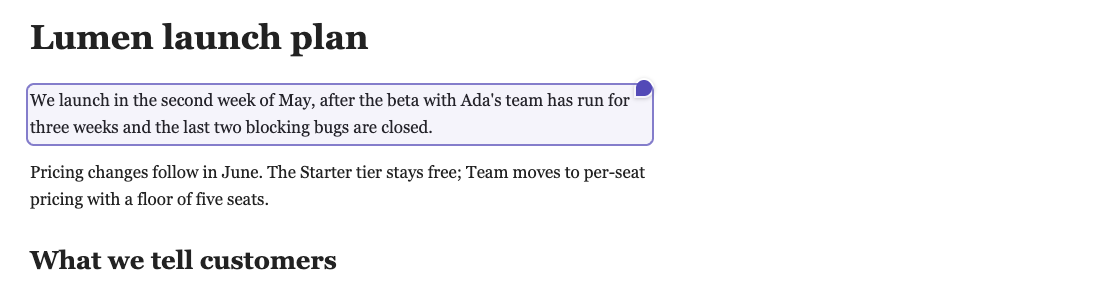 Lumen launch plan
We launch in the second week of May, after the beta with Ada's team has run for
three weeks and the last two blocking bugs are closed.
Pricing changes follow in June. The Starter tier stays free; Team moves to per-seat
pricing with a floor of five seats.
What we tell customers